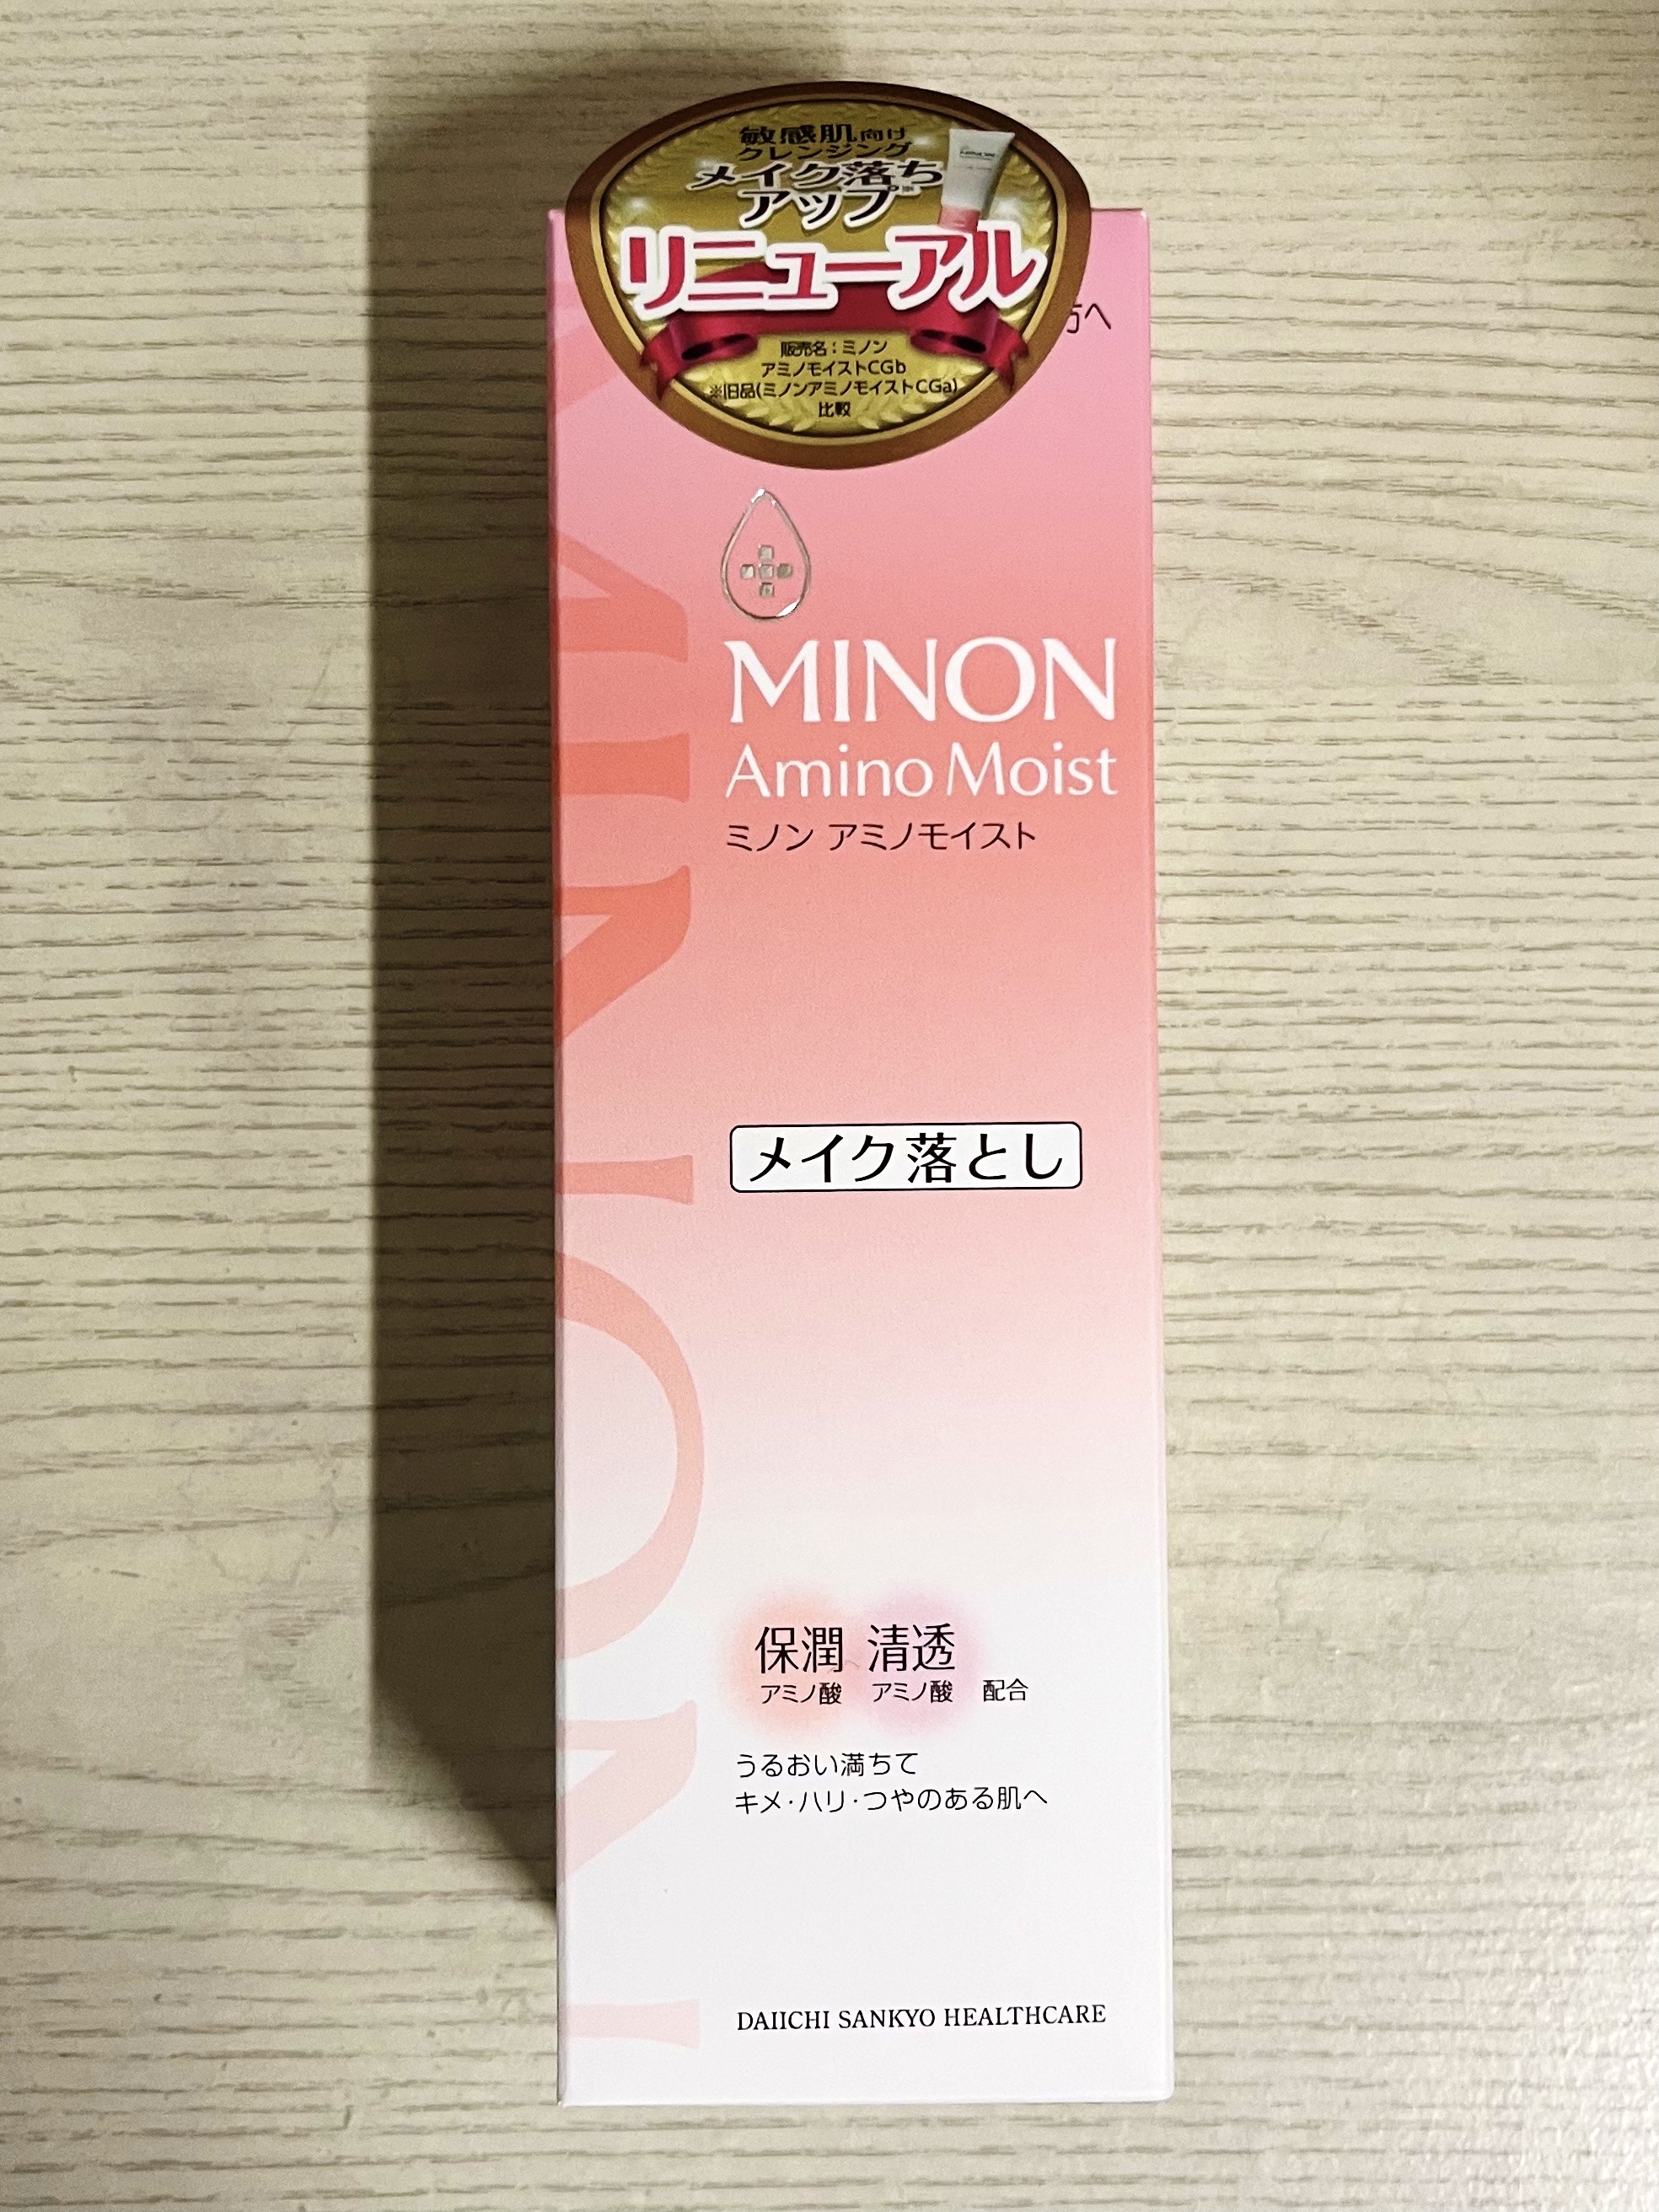 敏感肌向け
クレンジング
メイク落ち
アップ※
リニューアル
販売名：ミノン
アミノモイストCGb
※旧品(ミノンアミノモイストCGa)
比較
方へ
MINON
Amino Moist
ミノン アミノモイスト
メイク落とし
保潤 清透
アミノ酸 アミノ酸 配合
うるおい満ちて
キメ・ハリ・つやのある肌へ
DAIICHI SANKYO HEALTHCARE
MINON